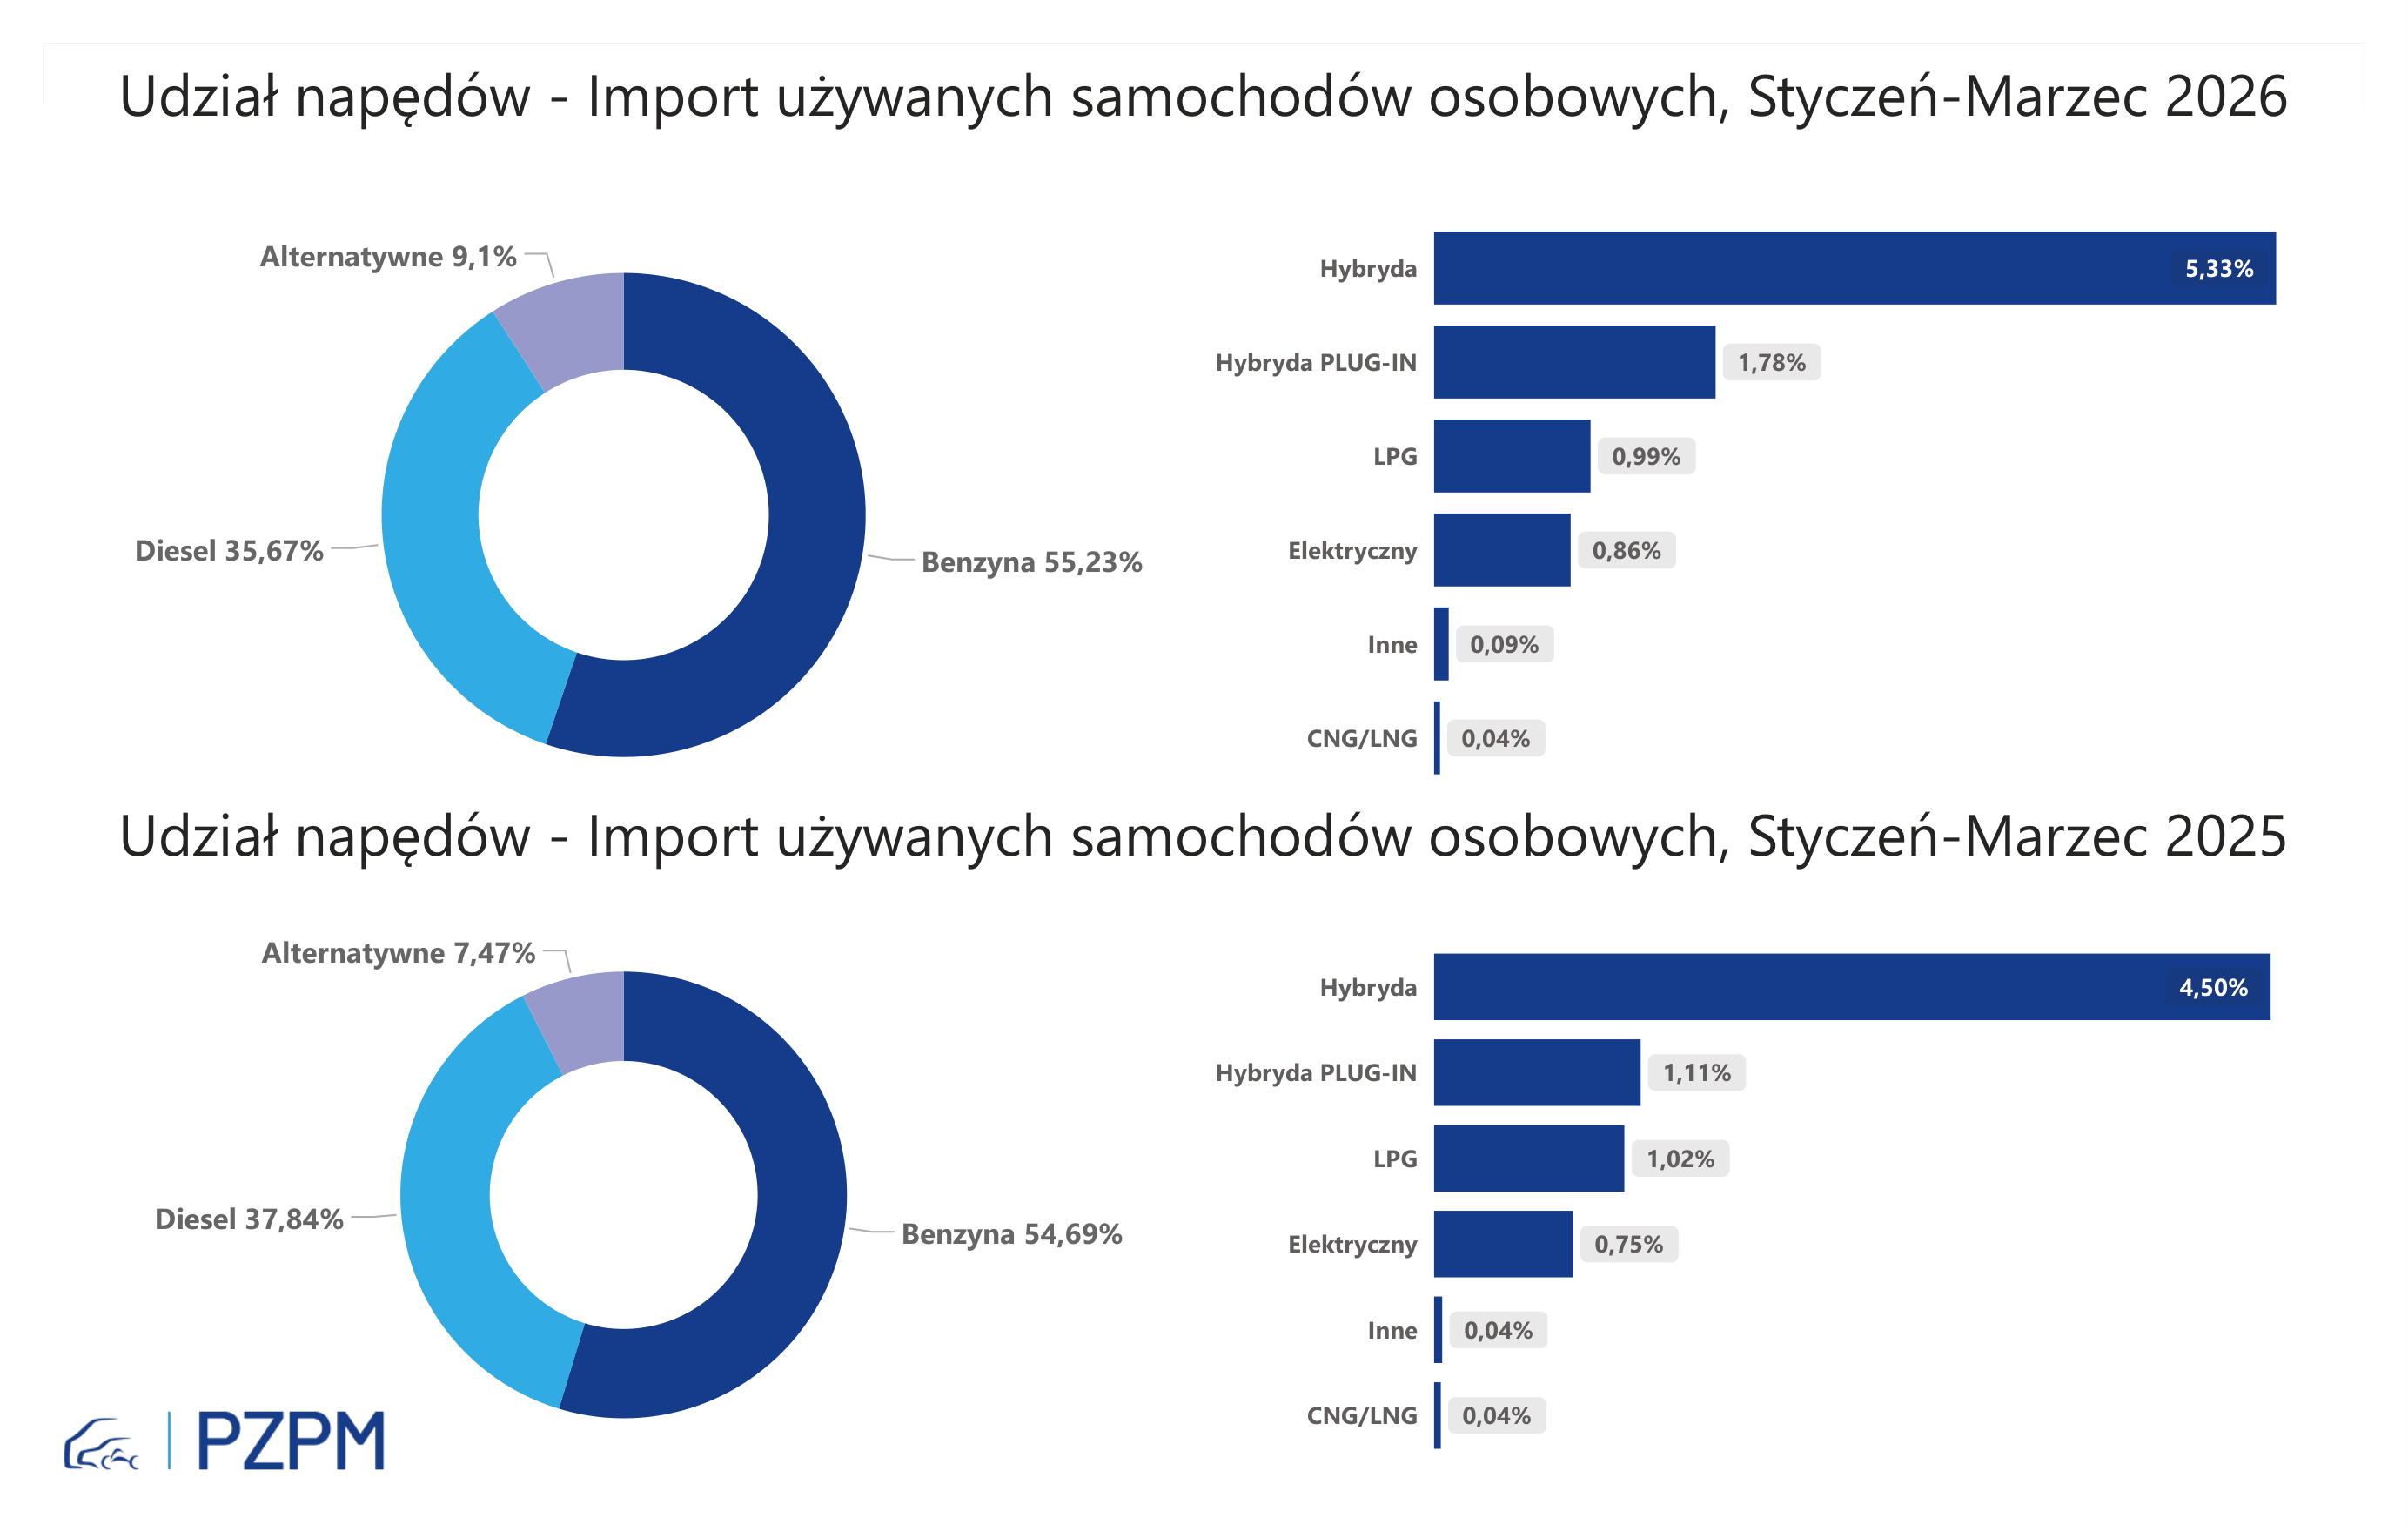 Udział napędów - Import używanych samochodów osobowych, Styczeń-Marzec 2026
Alternatywne 9,1%
Diesel 35,67%
Benzyna 55,23%
Hybryda 5,33%
Hybryda PLUG-IN 1,78%
LPG 0,99%
Elektryczny 0,86%
Inne 0,09%
CNG/LNG 0,04%
Udział napędów - Import używanych samochodów osobowych, Styczeń-Marzec 2025
Alternatywne 7,47%
Diesel 37,84%
Benzyna 54,69%
Hybryda 4,50%
Hybryda PLUG-IN 1,11%
LPG 1,02%
Elektryczny 0,75%
Inne 0,04%
CNG/LNG 0,04%
PZPM